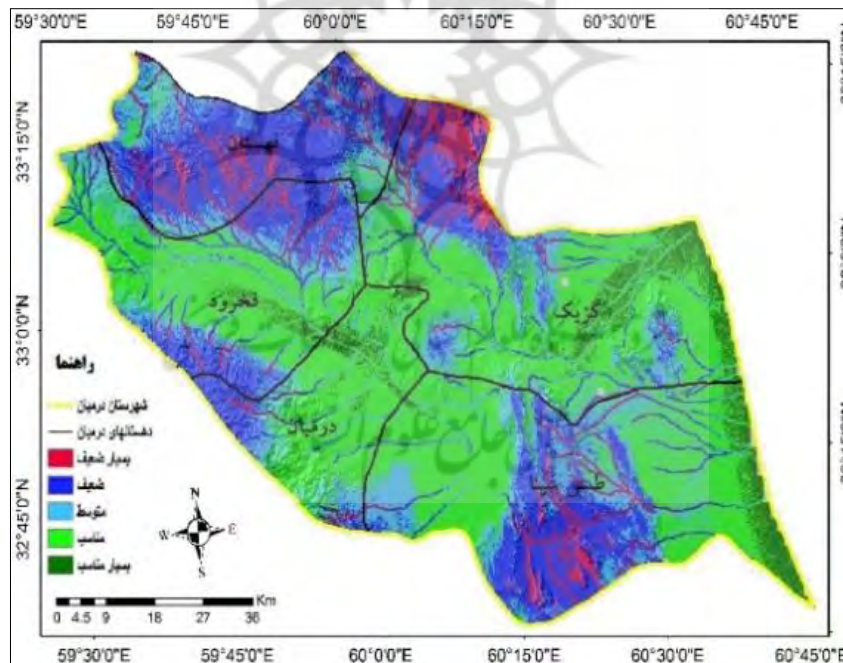 59°30'0"E 59°45'0"E 60°0'0"E 60°15'0"E 60°30'0"E 60°45'0"E
33°15'0"N
33°0'0"N
32°45'0"N
فخرود
گزیک
درمیان
راهنما
شهرستان درمیان
دهستانهای درمیان
بسیار ضعیف
ضعیف
متوسط
مناسب
بسیار مناسب
N
W E
S
Km
0 4.5 9 18 27 36
59°30'0"E 59°45'0"E 60°0'0"E 60°15'0"E 60°30'0"E 60°45'0"E